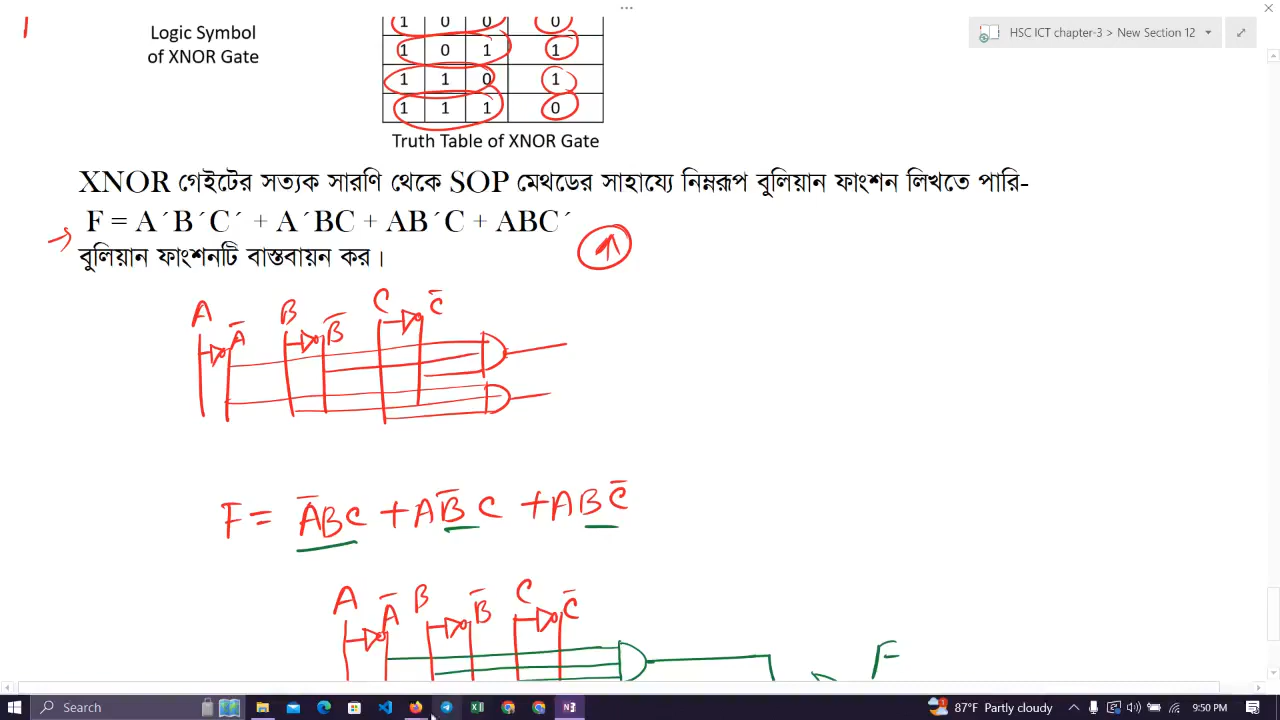 HSC ICT chapter-3 > New Section 12
Logic Symbol
of XNOR Gate
1 0 0 0
1 0 1 1
1 1 0 1
1 1 1 0
Truth Table of XNOR Gate
XNOR গেইটের সত্যক সারণি থেকে SOP মেথডের সাহায্যে নিম্নরূপ বুলিয়ান ফাংশন লিখতে পারি-
F = A´B´C´ + A´BC + AB´C + ABC´
বুলিয়ান ফাংশনটি বাস্তবায়ন কর।
A A̅ B B̅ C C̅
F = A̅BC + AB̅C + ABC̅
A A̅ B B̅ C C̅
F
Search
87°F Partly cloudy
9:50 PM